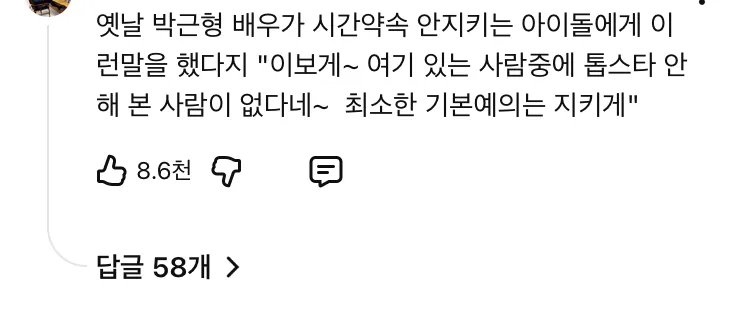 옛날 박근형 배우가 시간약속 안지키는 아이돌에게 이
런말을 했다지 "이보게~ 여기 있는 사람중에 톱스타 안
해 본 사람이 없다네~  최소한 기본예의는 지키게"
8.6천
답글 58개